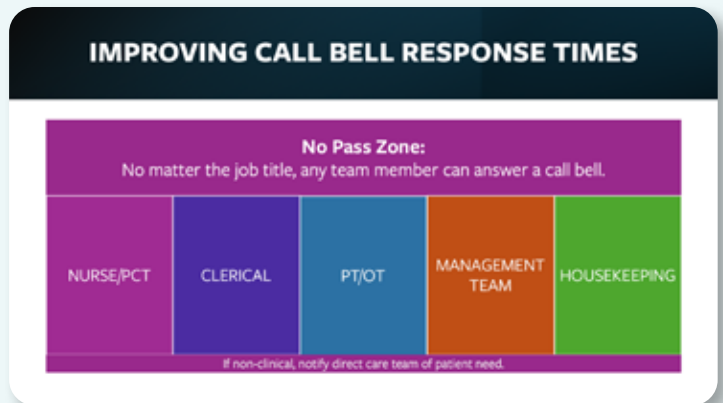 IMPROVING CALL BELL RESPONSE TIMES
No Pass Zone:
No matter the job title, any team member can answer a call bell.
NURSE/PCT
CLERICAL
PT/OT
MANAGEMENT
TEAM
HOUSEKEEPING
If non-clinical, notify direct care team of patient need.